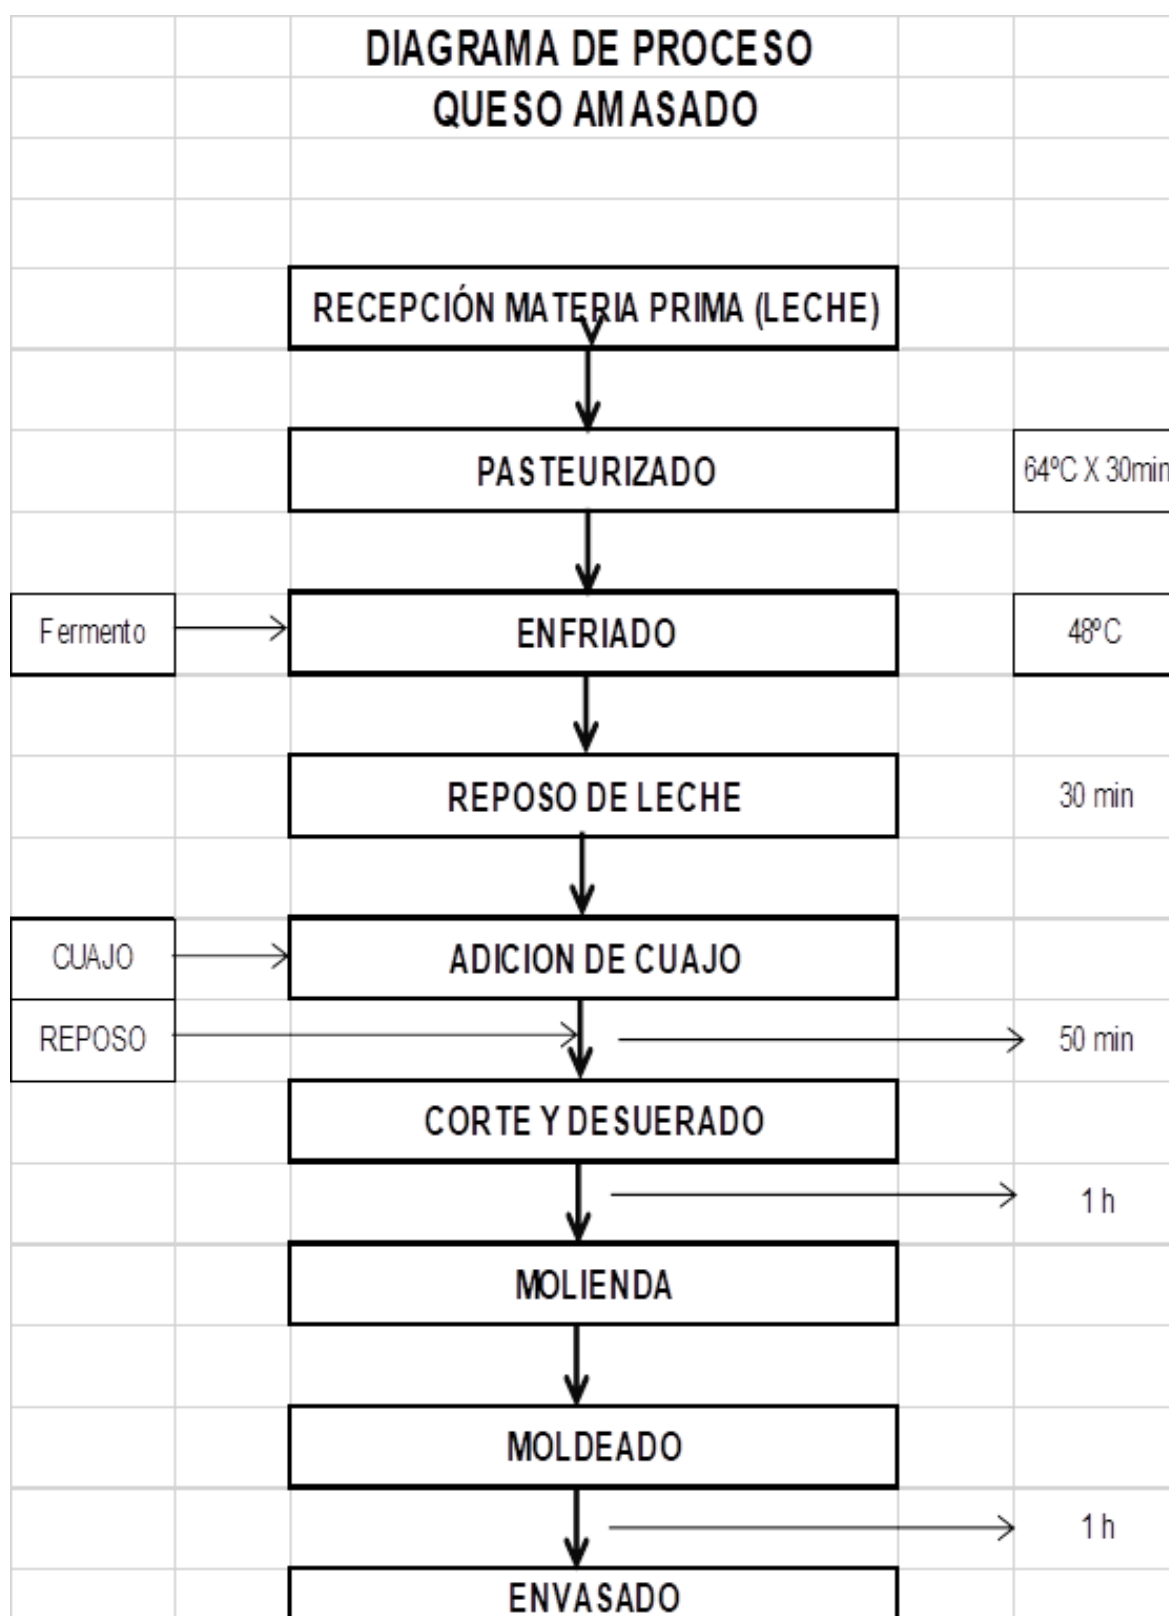 DIAGRAMA DE PROCESO
QUESO AMASADO
RECEPCIÓN MATERIA PRIMA (LECHE)
PASTEURIZADO
64ºC X 30min
Fermento
ENFRIADO
48ºC
REPOSO DE LECHE
30 min
CUAJO
ADICION DE CUAJO
REPOSO
50 min
CORTE Y DESUERADO
1 h
MOLIENDA
MOLDEADO
1 h
ENVASADO